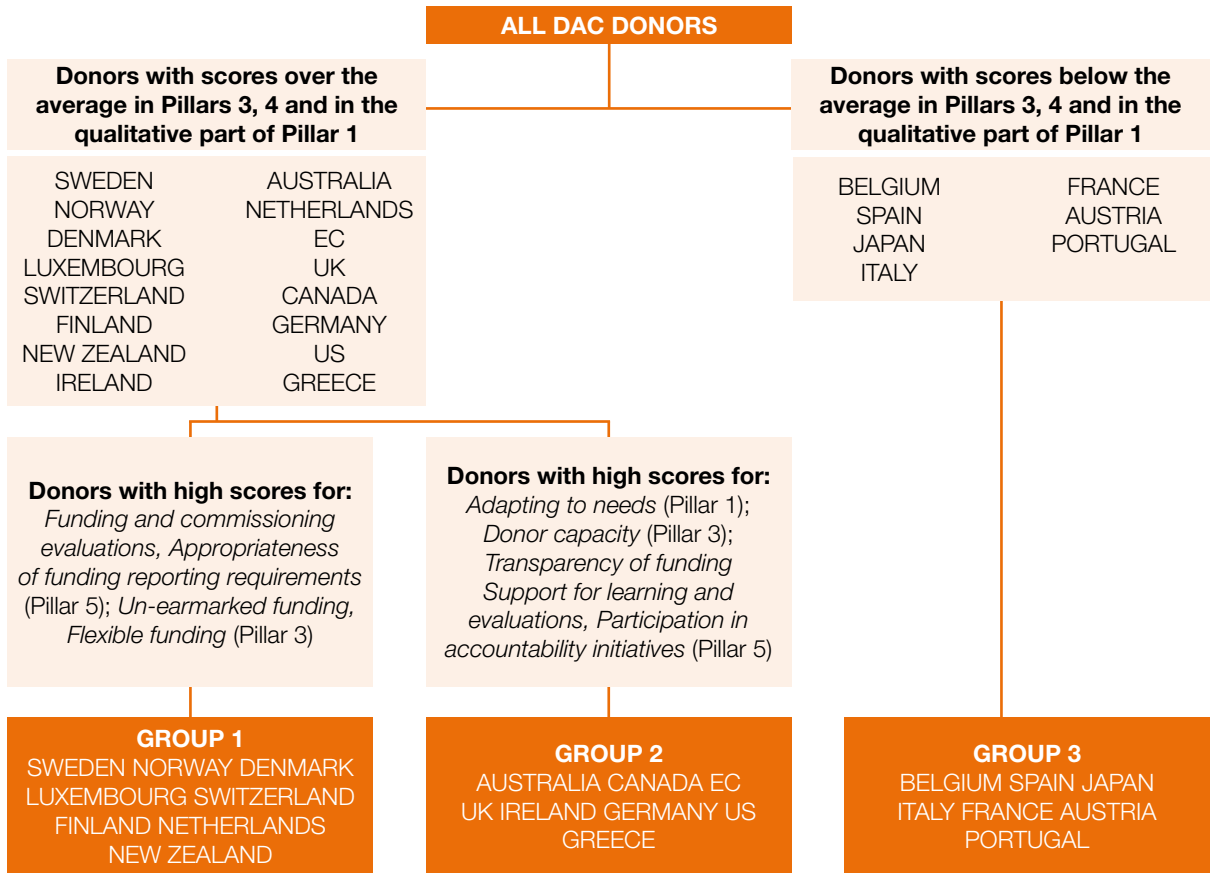 ALL DAC DONORS
Donors with scores over the
average in Pillars 3, 4 and in the
qualitative part of Pillar 1
SWEDEN
NORWAY
DENMARK
LUXEMBOURG
SWITZERLAND
FINLAND
NEW ZEALAND
IRELAND
AUSTRALIA
NETHERLANDS
EC
UK
CANADA
GERMANY
US
GREECE
Donors with scores below the
average in Pillars 3, 4 and in the
qualitative part of Pillar 1
BELGIUM
SPAIN
JAPAN
ITALY
FRANCE
AUSTRIA
PORTUGAL
Donors with high scores for:
Funding and commissioning
evaluations, Appropriateness
of funding reporting requirements
(Pillar 5); Un-earmarked funding,
Flexible funding (Pillar 3)
Donors with high scores for:
Adapting to needs (Pillar 1);
Donor capacity (Pillar 3);
Transparency of funding
Support for learning and
evaluations, Participation in
accountability initiatives (Pillar 5)
GROUP 1
SWEDEN NORWAY DENMARK
LUXEMBOURG SWITZERLAND
FINLAND NETHERLANDS
NEW ZEALAND
GROUP 2
AUSTRALIA CANADA EC
UK IRELAND GERMANY US
GREECE
GROUP 3
BELGIUM SPAIN JAPAN
ITALY FRANCE AUSTRIA
PORTUGAL